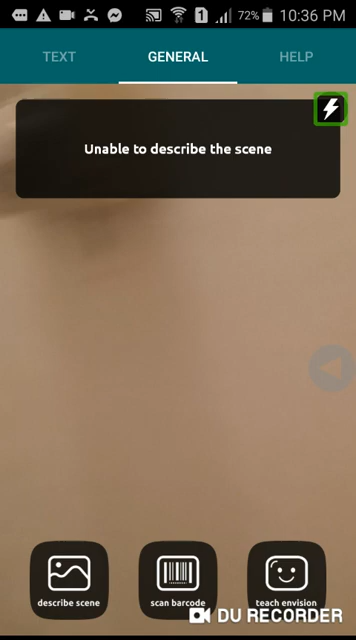 1 72% 10:36 PM
TEXT GENERAL HELP
Unable to describe the scene
describe scene scan barcode teach envision
DU RECORDER